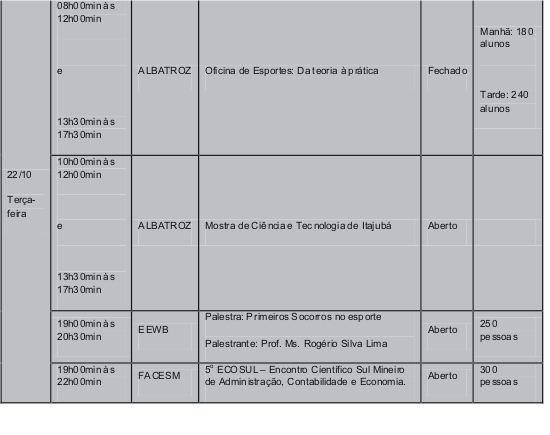 22/10
Terça-
feira
08h00min às
12h00min
e
13h30min às
17h30min
ALBATROZ
Oficina de Esportes: Da teoria à prática
Fechado
Manhã: 180
alunos
Tarde: 240
alunos
10h00min às
12h00min
e
13h30min às
17h30min
ALBATROZ
Mostra de Ciência e Tecnologia de Itajubá
Aberto
19h00min às
20h30min
EEWB
Palestra: Primeiros Socorros no esporte
Palestrante: Prof. Ms. Rogério Silva Lima
Aberto
250
pessoas
19h00min às
22h00min
FACESM
5º ECOSUL – Encontro Científico Sul Mineiro
de Administração, Contabilidade e Economia.
Aberto
300
pessoas